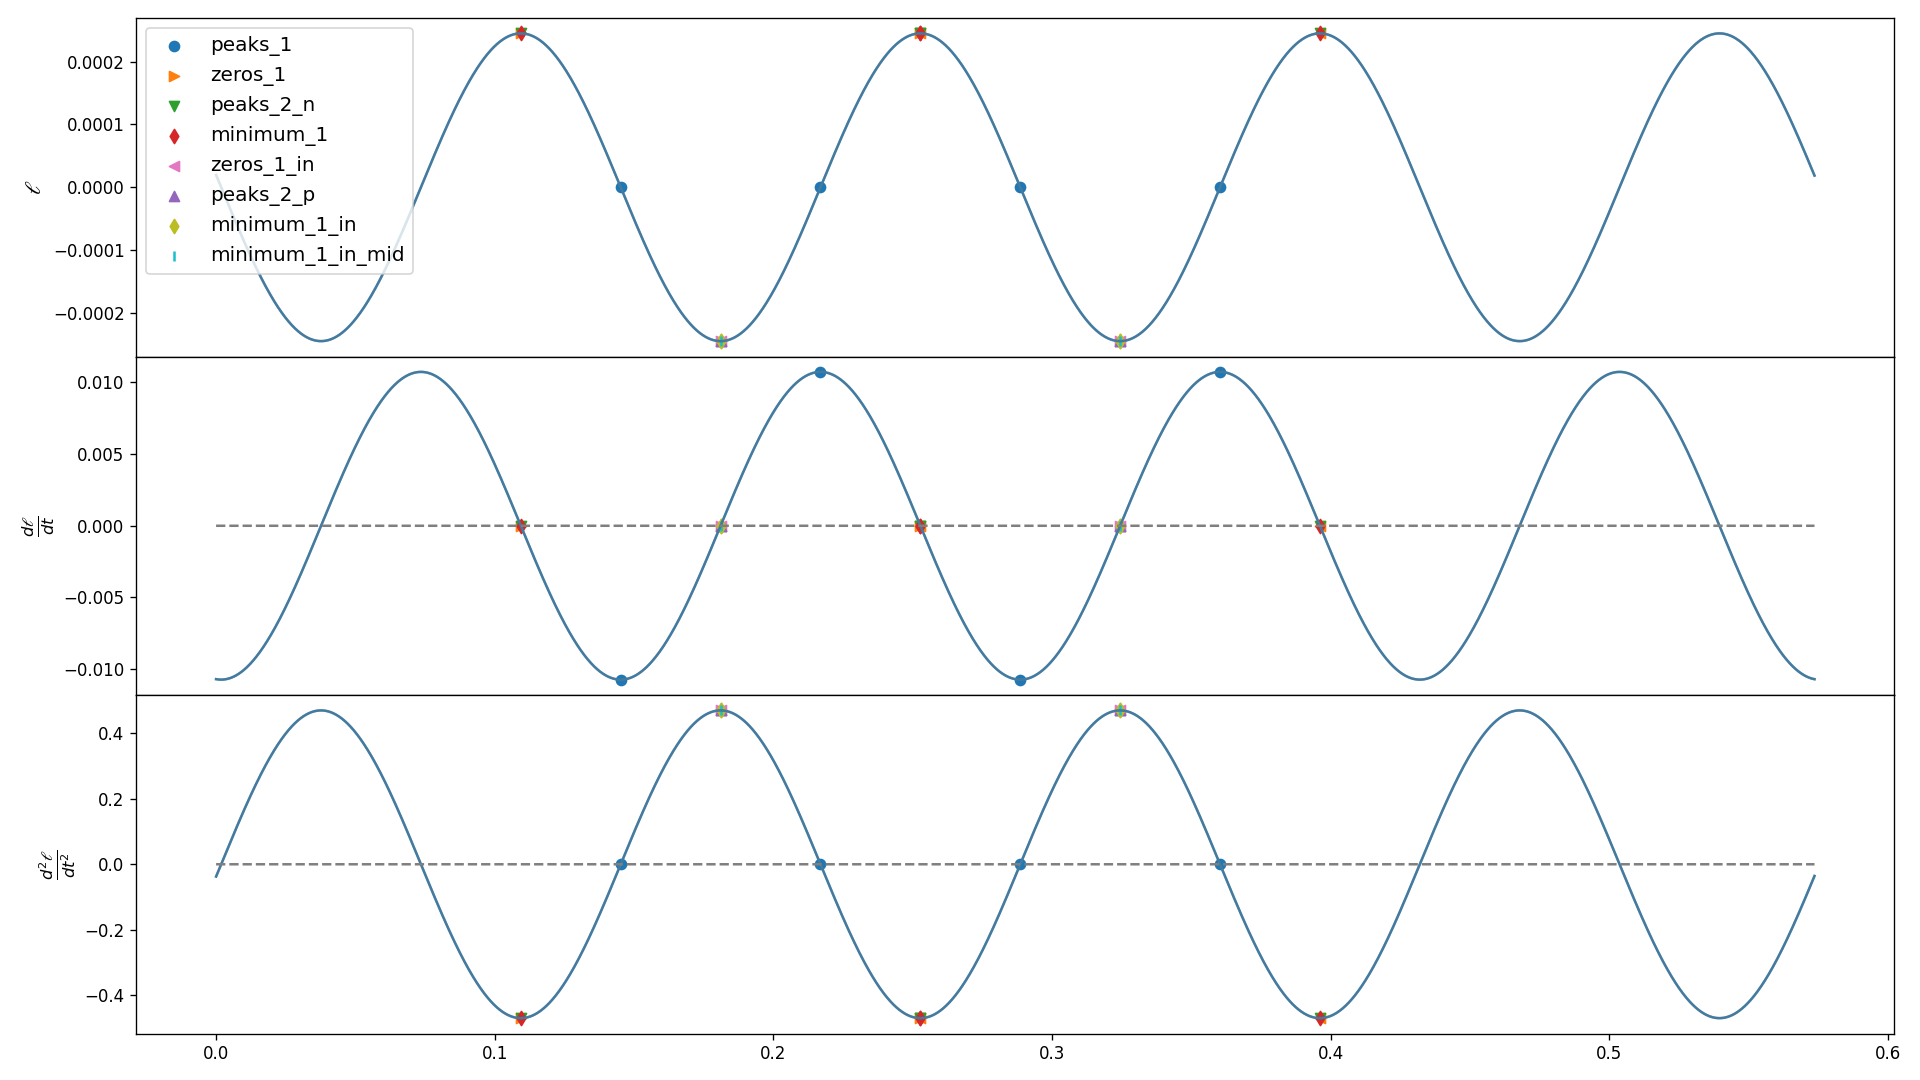 peaks_1
zeros_1
peaks_2_n
minimum_1
zeros_1_in
peaks_2_p
minimum_1_in
minimum_1_in_mid
0.0002
0.0001
0.0000
−0.0001
−0.0002
ℓ
0.010
0.005
0.000
−0.005
−0.010
dℓ/dt
0.4
0.2
0.0
−0.2
−0.4
d²ℓ/dt²
0.0 0.1 0.2 0.3 0.4 0.5 0.6